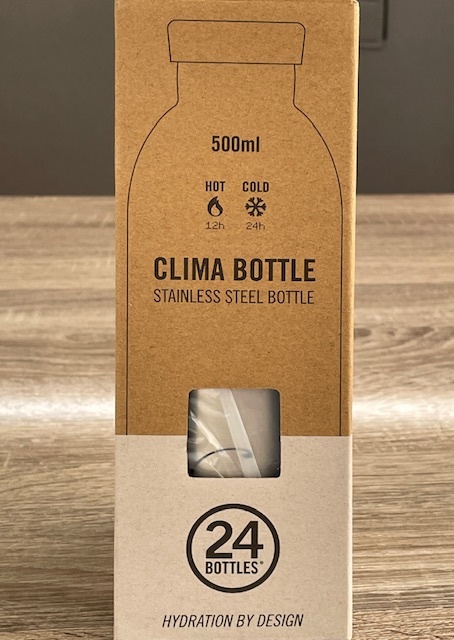 500ml
HOT COLD
12h 24h
CLIMA BOTTLE
STAINLESS STEEL BOTTLE
24
BOTTLES®
HYDRATION BY DESIGN